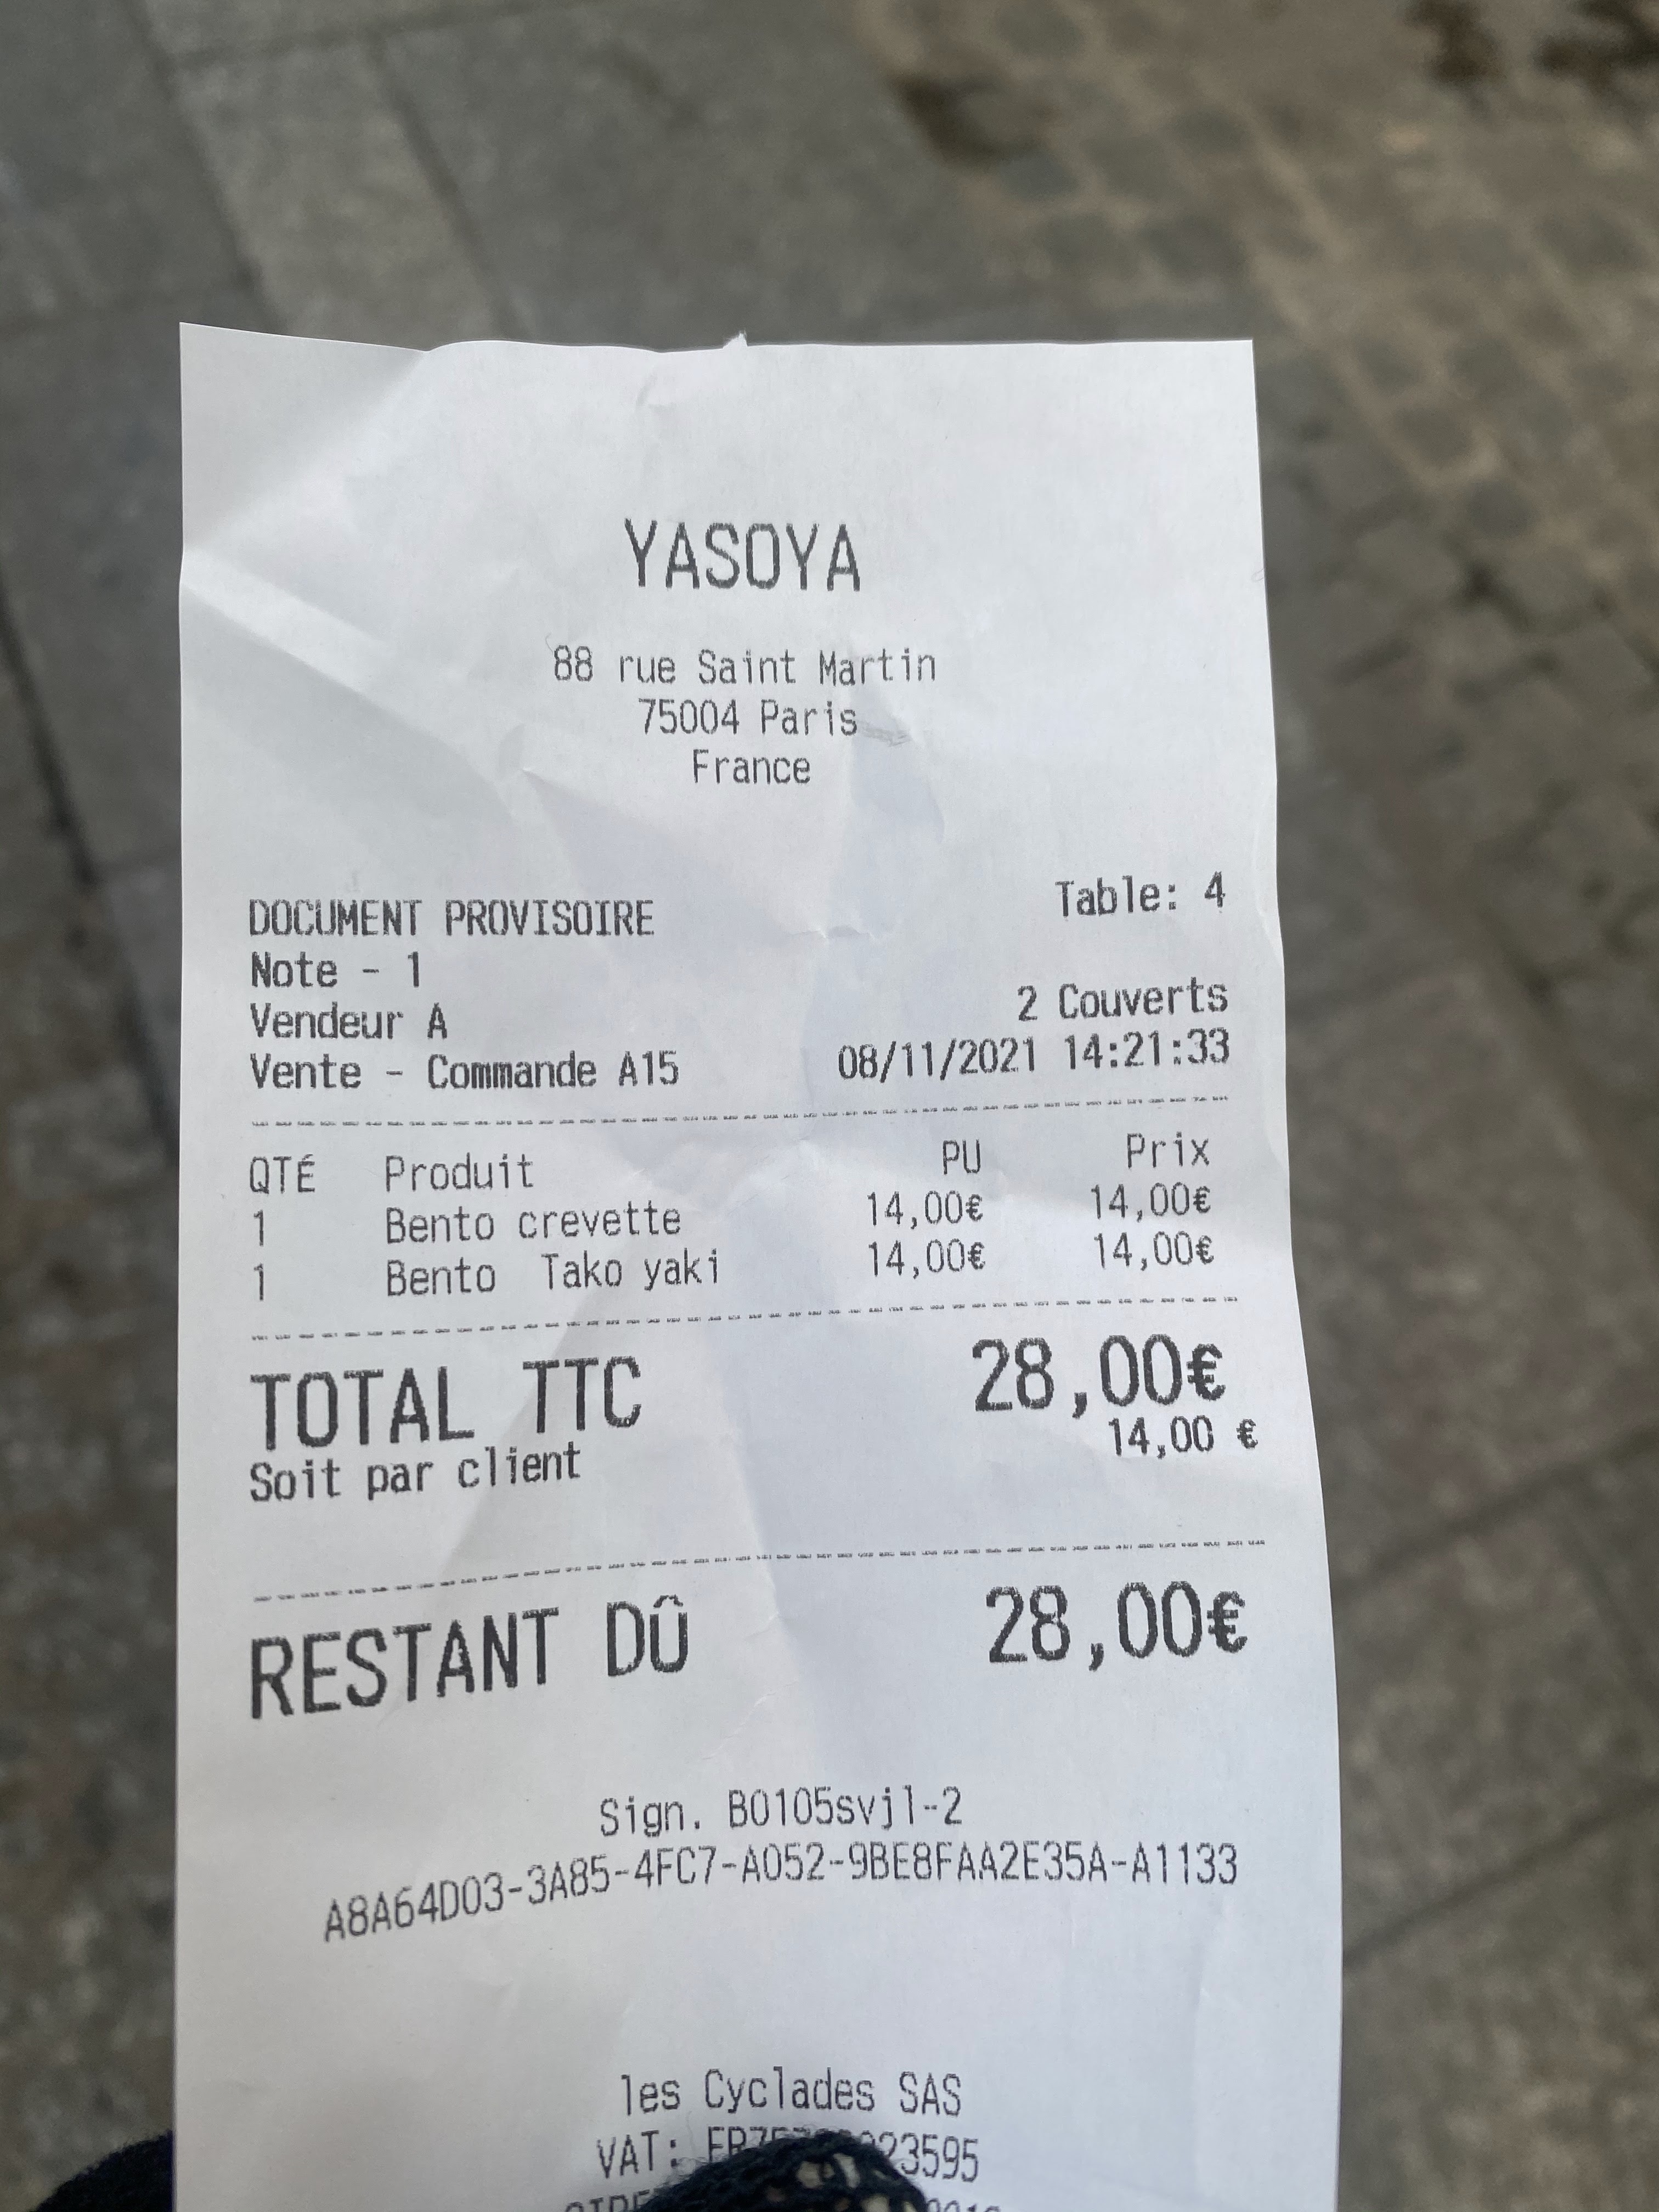 YASOYA
88 rue Saint Martin
75004 Paris
France
Table: 4
DOCUMENT PROVISOIRE
Note - 1
2 Couverts
Vendeur A
Vente - Commande A15 08/11/2021 14:21:33
QTÉ Produit PU Prix
1 Bento crevette 14,00€ 14,00€
1 Bento Tako yaki 14,00€ 14,00€
TOTAL TTC 28,00€
Soit par client 14,00 €
RESTANT DÛ 28,00€
Sign. B0105svjl-2
A8A64D03-3A85-4FC7-A052-9BE8FAA2E35A-A1133
les Cyclades SAS
VAT: